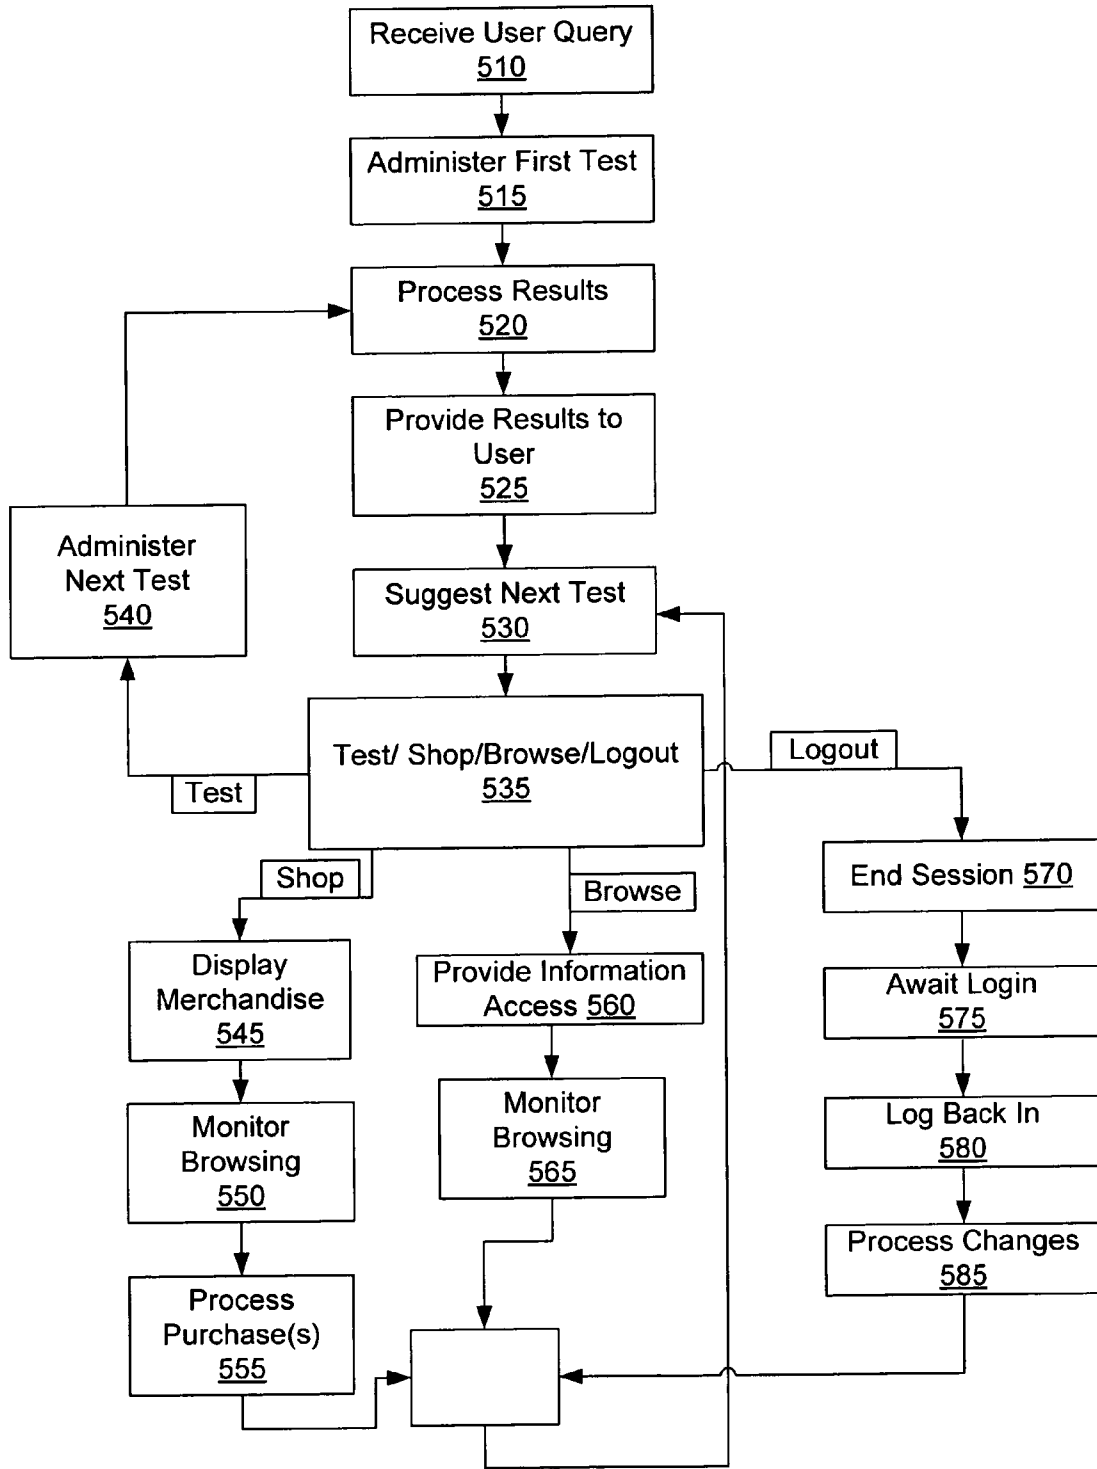 Receive User Query
510
Administer First Test
515
Process Results
520
Provide Results to
User
525
Administer
Next Test
540
Suggest Next Test
530
Test/ Shop/Browse/Logout
535
Logout
Test
Shop
Browse
End Session 570
Display
Merchandise
545
Provide Information
Access 560
Await Login
575
Monitor
Browsing
550
Monitor
Browsing
565
Log Back In
580
Process Changes
585
Process
Purchase(s)
555